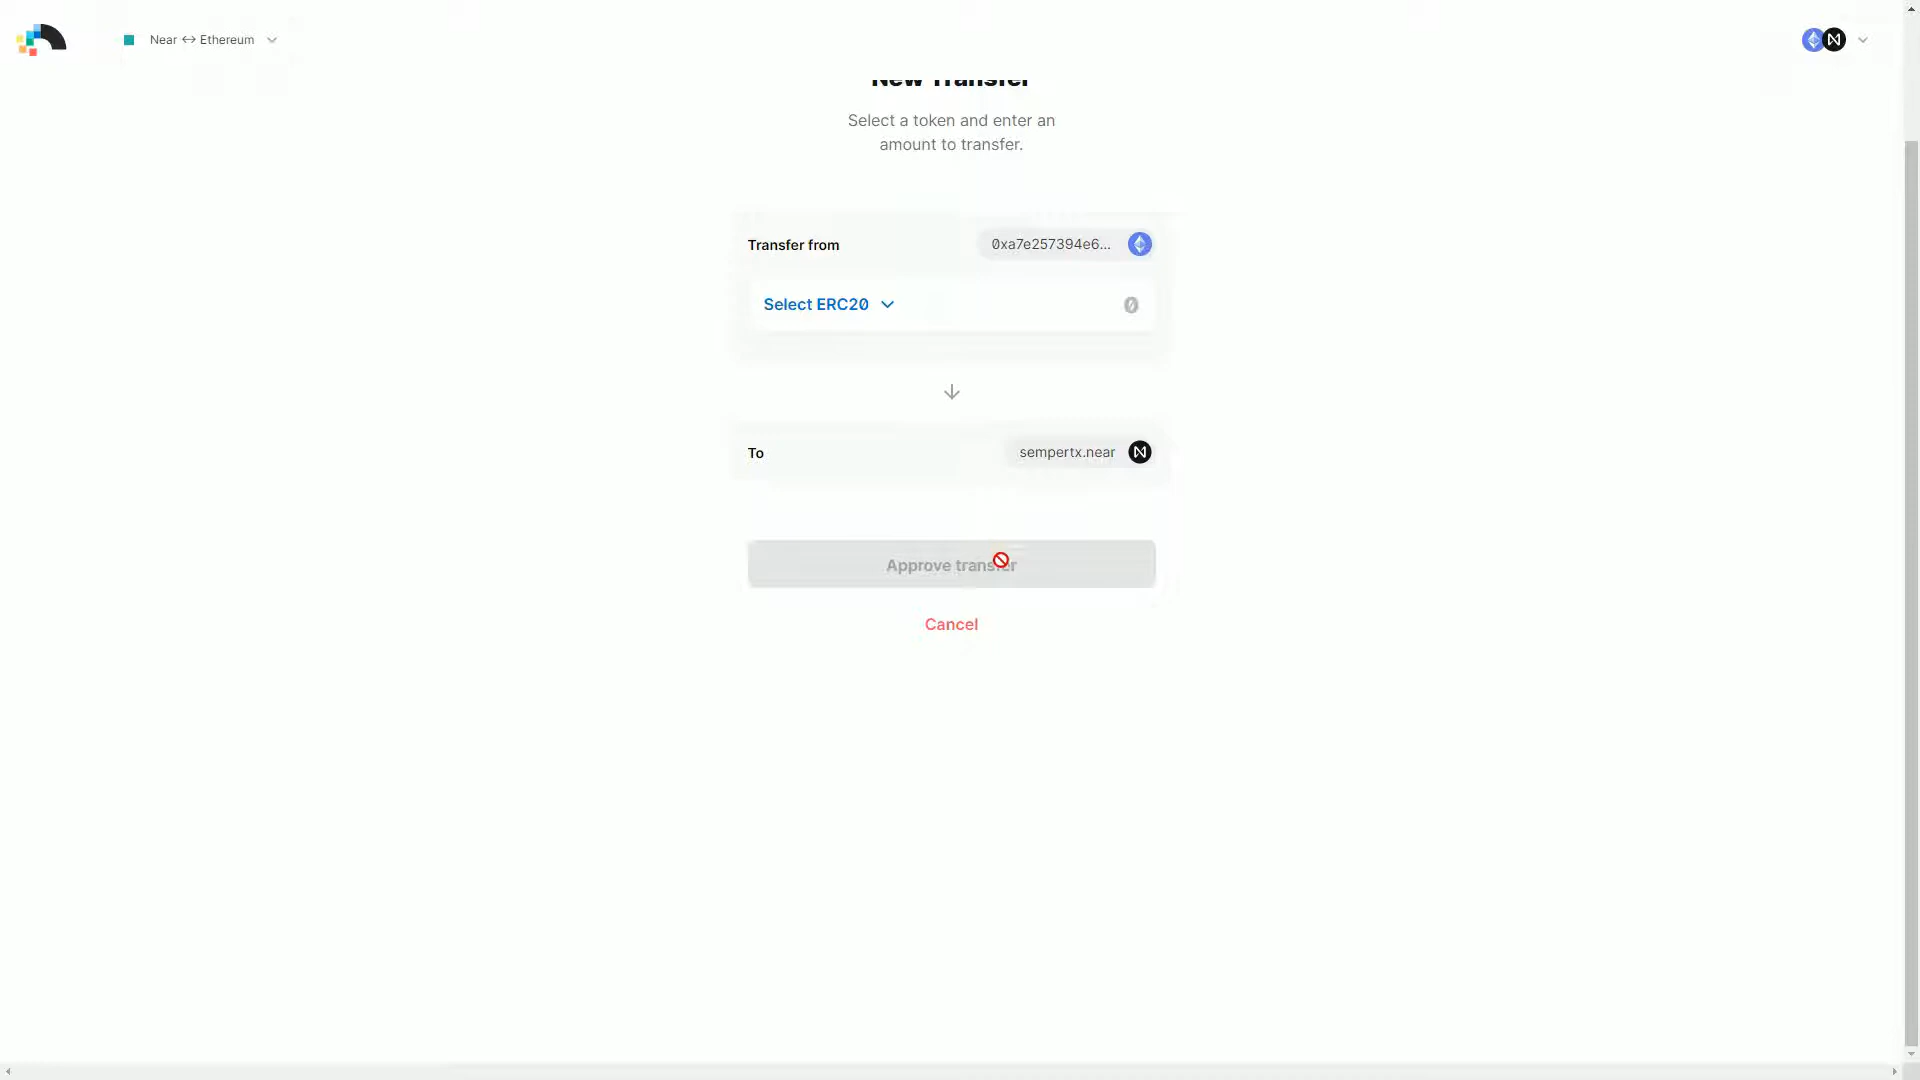 Near ↔ Ethereum
New Transfer
Select a token and enter an
amount to transfer.
Transfer from
0xa7e257394e6...
Select ERC20
0
To
sempertx.near
Approve transfer
Cancel